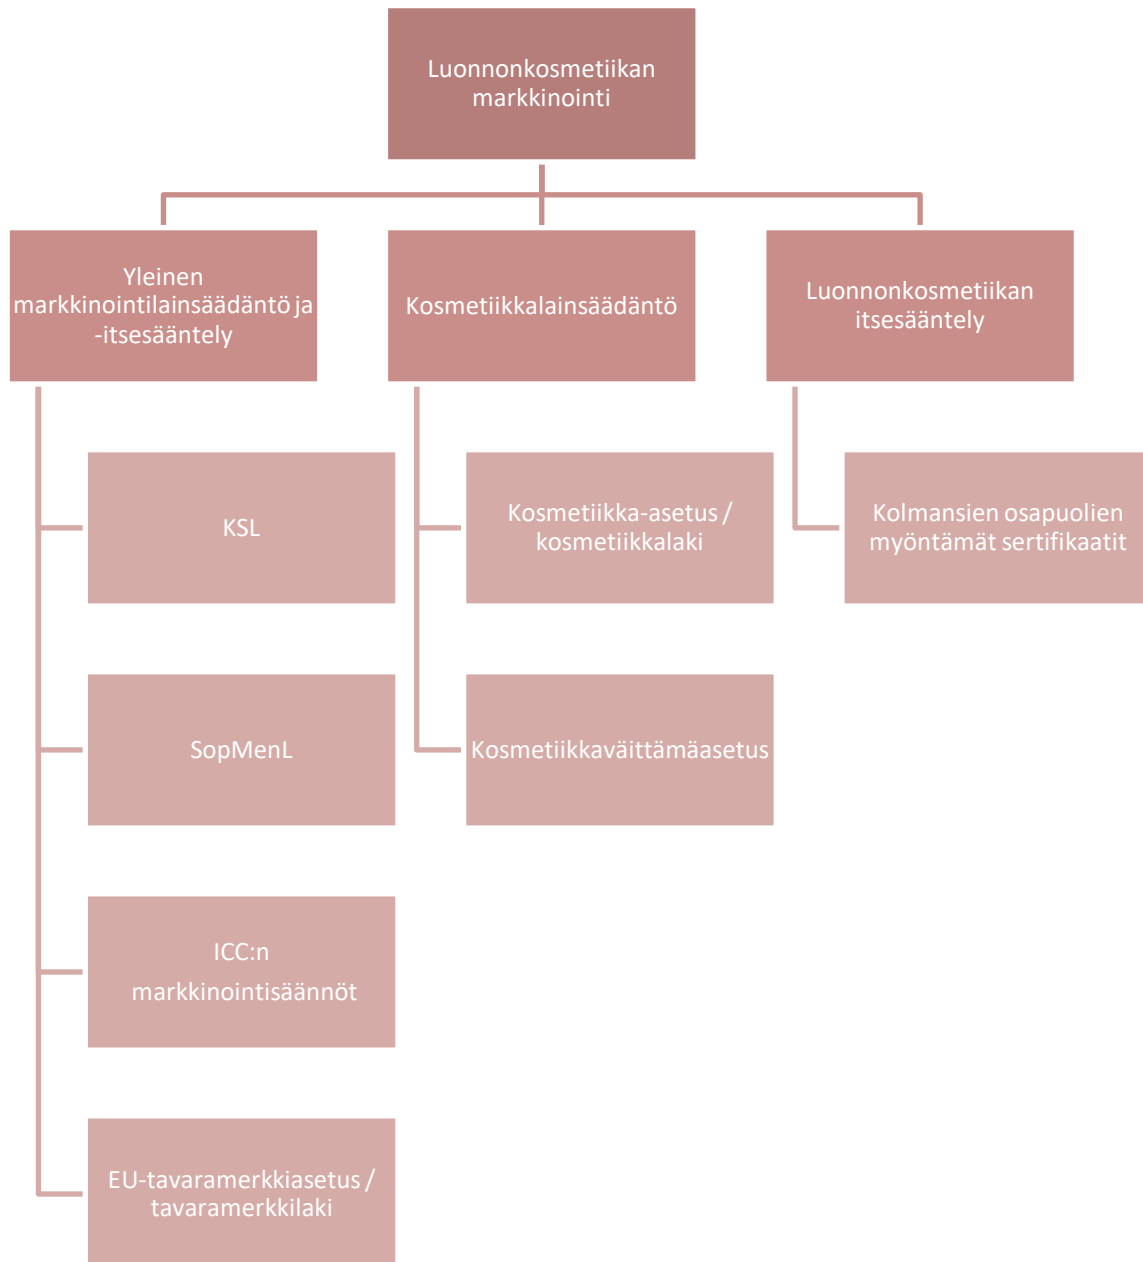 Luonnonkosmetiikan
markkinointi
Yleinen
markkinointilainsäädäntö ja
-itsesääntely
Kosmetiikkalainsäädäntö
Luonnonkosmetiikan
itsesääntely
KSL
Kosmetiikka-asetus /
kosmetiikkalaki
Kolmansien osapuolien
myöntämät sertifikaatit
SopMenL
Kosmetiikkaväittämäasetus
ICC:n
markkinointisäännöt
EU-tavaramerkkiasetus /
tavaramerkkilaki